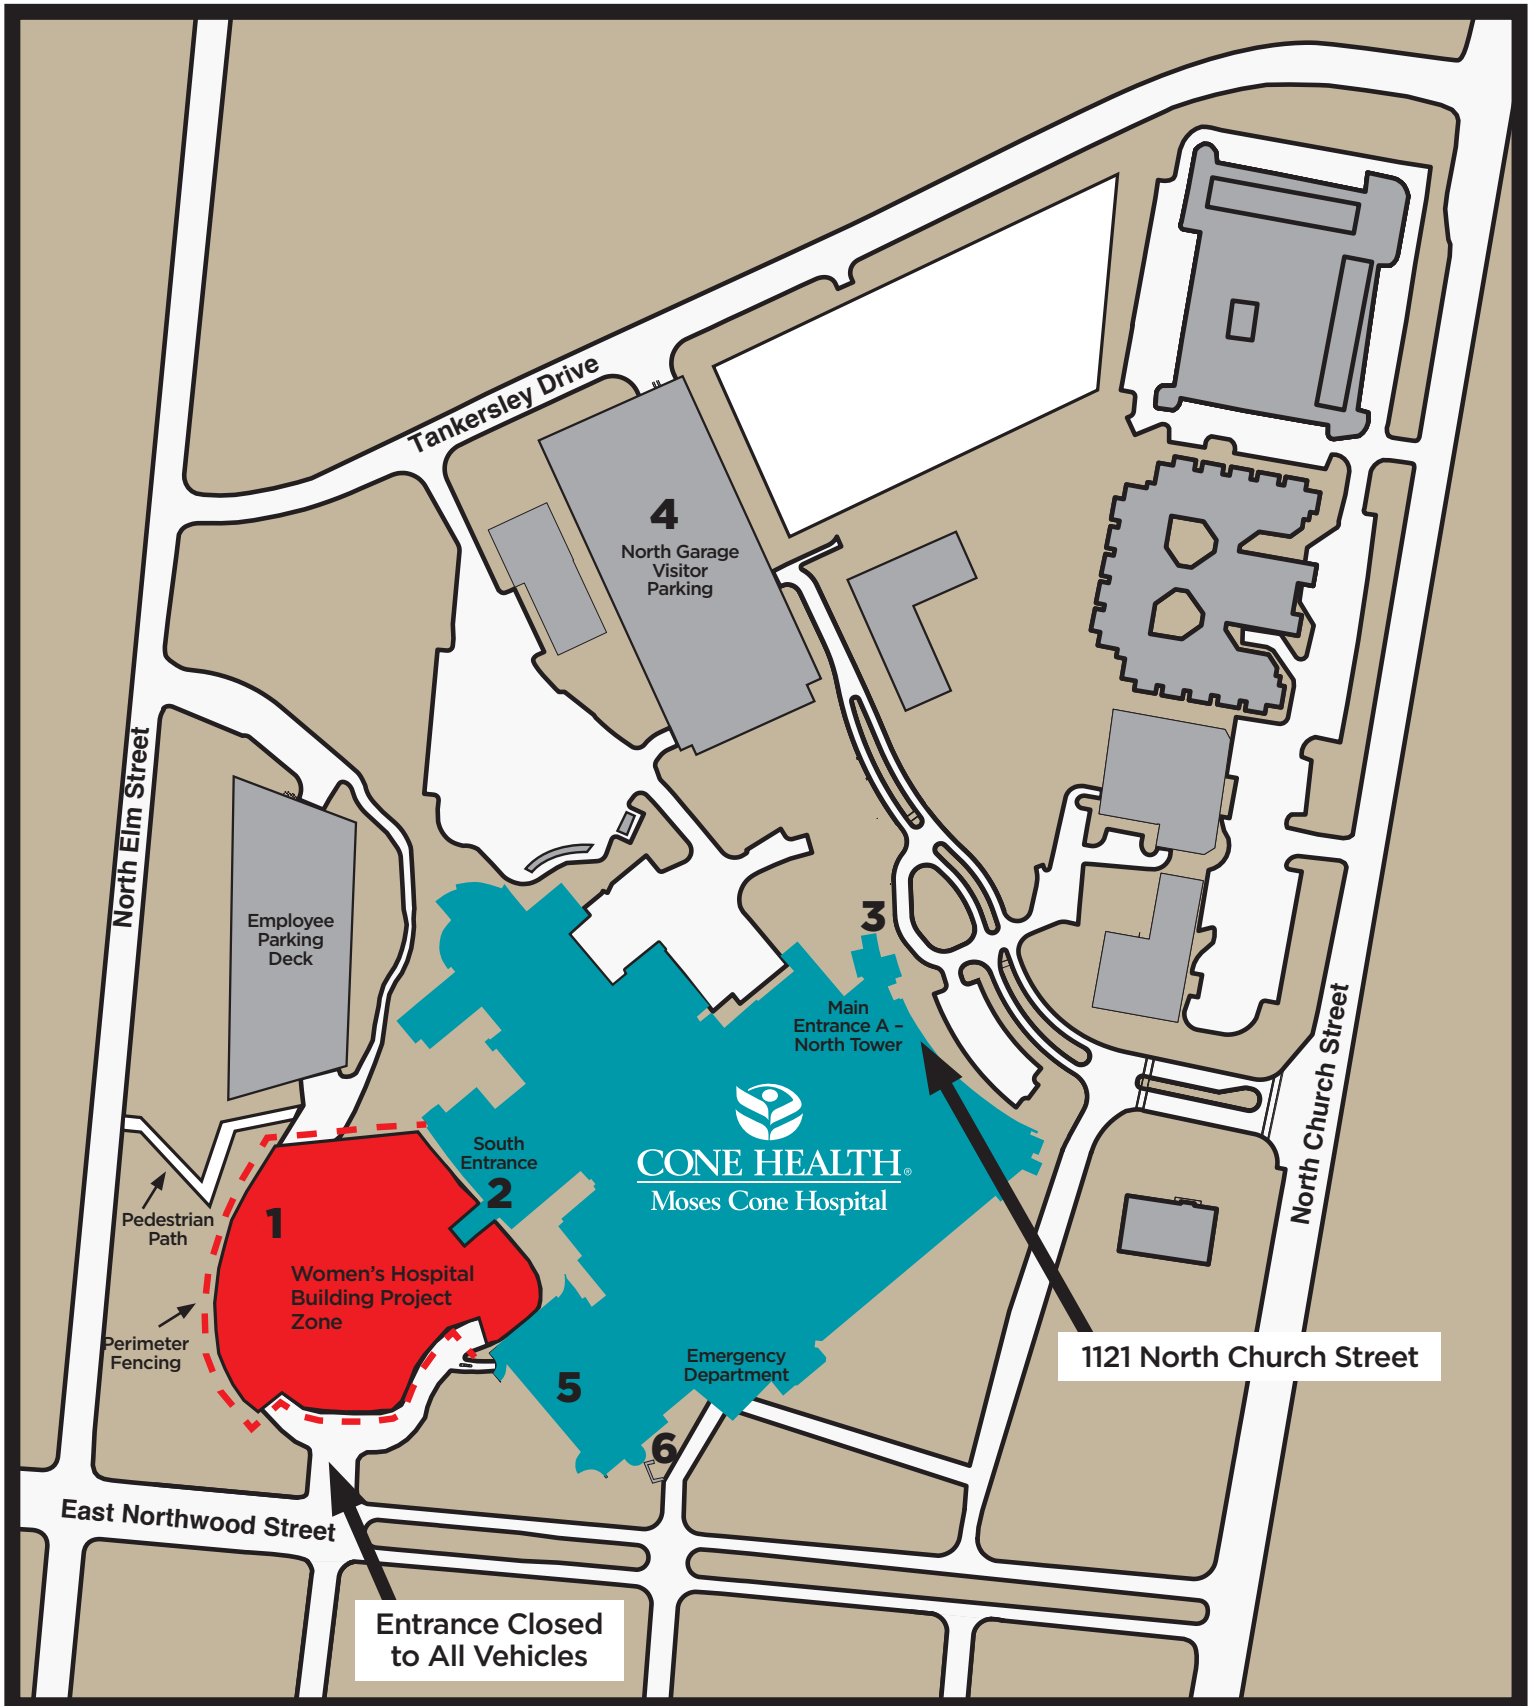 Tankersley Drive
4
North Garage
Visitor
Parking
North Elm Street
Employee
Parking
Deck
3
Main
Entrance A –
North Tower
North Church Street
CONE HEALTH®
Moses Cone Hospital
South
Entrance
2
Pedestrian
Path
1
Women's Hospital
Building Project
Zone
Perimeter
Fencing
1121 North Church Street
Emergency
Department
5
6
East Northwood Street
Entrance Closed
to All Vehicles